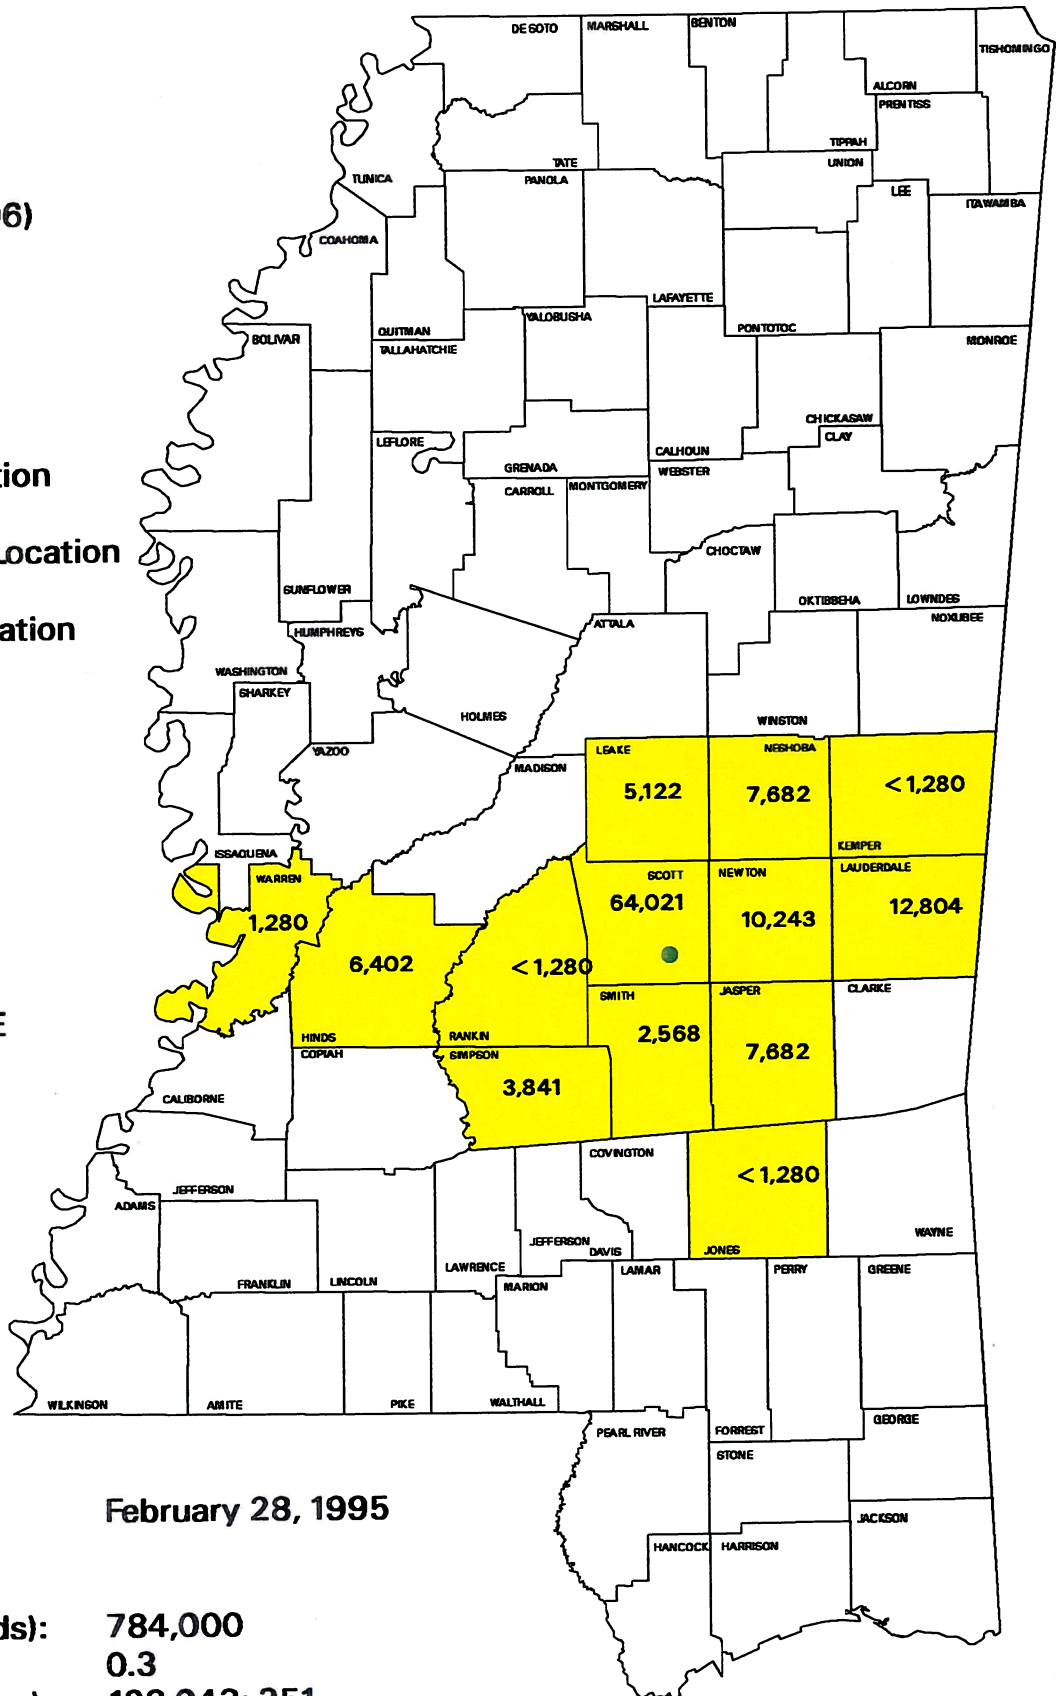 DE SOTO MARSHALL BENTON
TISHOMINGO
ALCORN
PRENTISS
TIPPAH
TATE UNION
TUNICA PANOLA LEE
ITAWAMBA
6)
COAHOMA
LAFAYETTE
YALOBUSHA
QUITMAN PONTOTOC
BOLIVAR TALLAHATCHIE MONROE
CHICKASAW
LEFLORE CLAY
CALHOUN
GRENADA WEBSTER
tion
CARROLL MONTGOMERY
Location CHOCTAW
SUNFLOWER OKTIBBEHA LOWNDES
NOXUBEE
ation HUMPHREYS ATTALA
WASHINGTON
SHARKEY
HOLMES WINSTON
YAZOO LEAKE NESHOBA
MADISON
5,122 7,682 <1,280
KEMPER
ISSAQUENA
WARREN SCOTT NEWTON LAUDERDALE
64,021 12,804
1,280 10,243
6,402 <1,280
SMITH JASPER CLARKE
HINDS RANKIN 2,568
COPIAH SIMPSON 7,682
3,841
CALIBORNE
COVINGTON
<1,280
JEFFERSON
ADAMS
WAYNE
JEFFERSON
DAVIS JONES
LAWRENCE LAMAR PERRY GREENE
FRANKLIN LINCOLN MARION
WILKINSON AMITE PIKE WALTHALL
GEORGE
PEARL RIVER FORREST
STONE
February 28, 1995
JACKSON
HANCOCK HARRISON
ds): 784,000
0.3